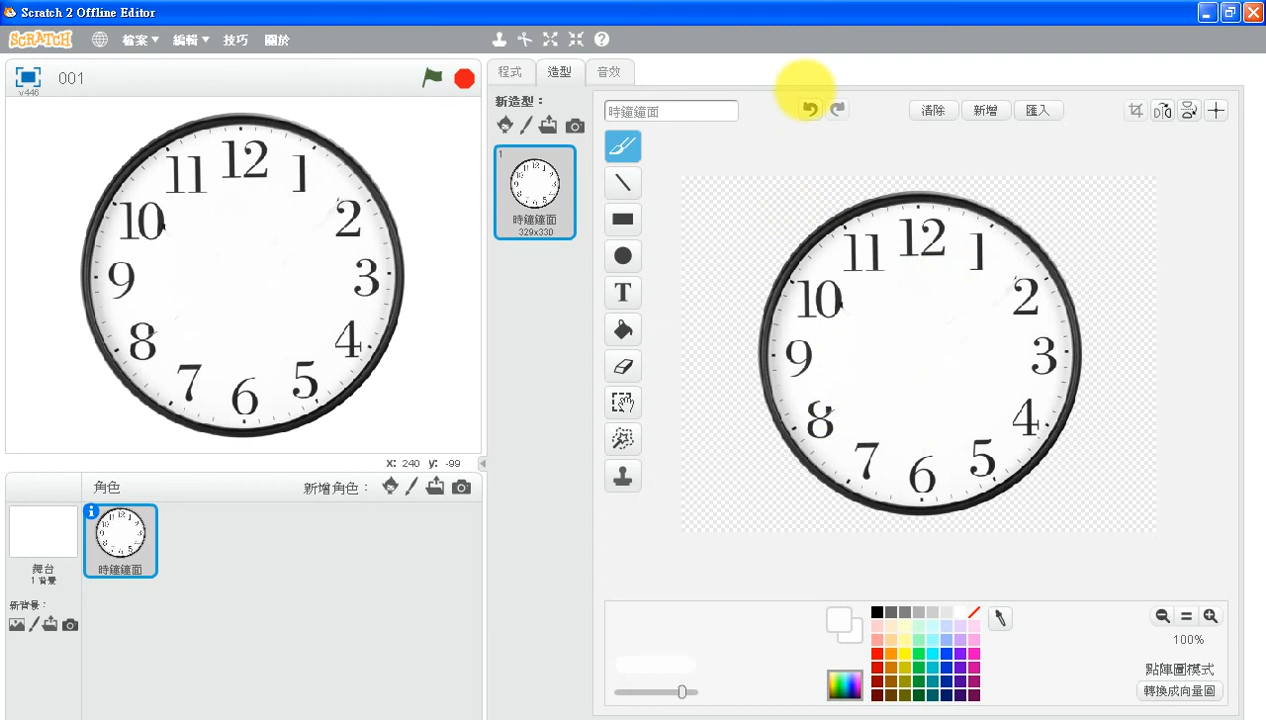 Scratch 2 Offline Editor
SCRATCH 檔案 編輯 技巧 關於
v446
001
程式 造型 音效
新造型：
時鐘鐘面
清除 新增 匯入
1
時鐘鐘面
329x330
T
12
1
2
3
4
5
6
7
8
9
10
11
12
1
2
3
4
5
6
7
8
9
10
11
x: 240 y: -99
角色
新增角色：
舞台
1 背景
新背景：
時鐘鐘面
100%
點陣圖模式
轉換成向量圖